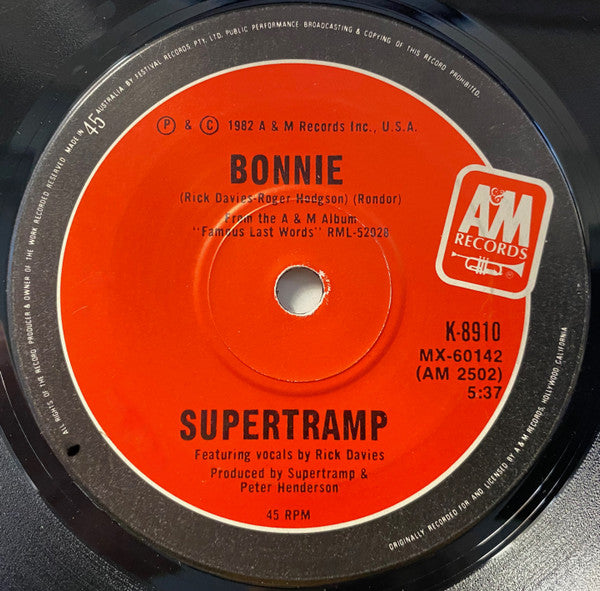 ALL RIGHTS OF THE RECORD PRODUCER & OWNER OF THE WORK RECORDED RESERVED. MADE IN 45 AUSTRALIA BY FESTIVAL RECORDS PTY. LTD. PUBLIC PERFORMANCE BROADCASTING & COPYING OF THIS RECORD PROHIBITED.
Ⓟ & Ⓒ 1982 A & M Records Inc., U.S.A.
BONNIE
(Rick Davies-Roger Hodgson) (Rondor)
From the A & M Album
"Famous Last Words" RML-52028
A&M
RECORDS
®
K-8910
MX-60142
(AM 2502)
5:37
SUPERTRAMP
Featuring vocals by Rick Davies
Produced by Supertramp &
Peter Henderson
45 RPM
ORIGINALLY RECORDED AND LICENSED BY A & M RECORDS, HOLLYWOOD CALIFORNIA